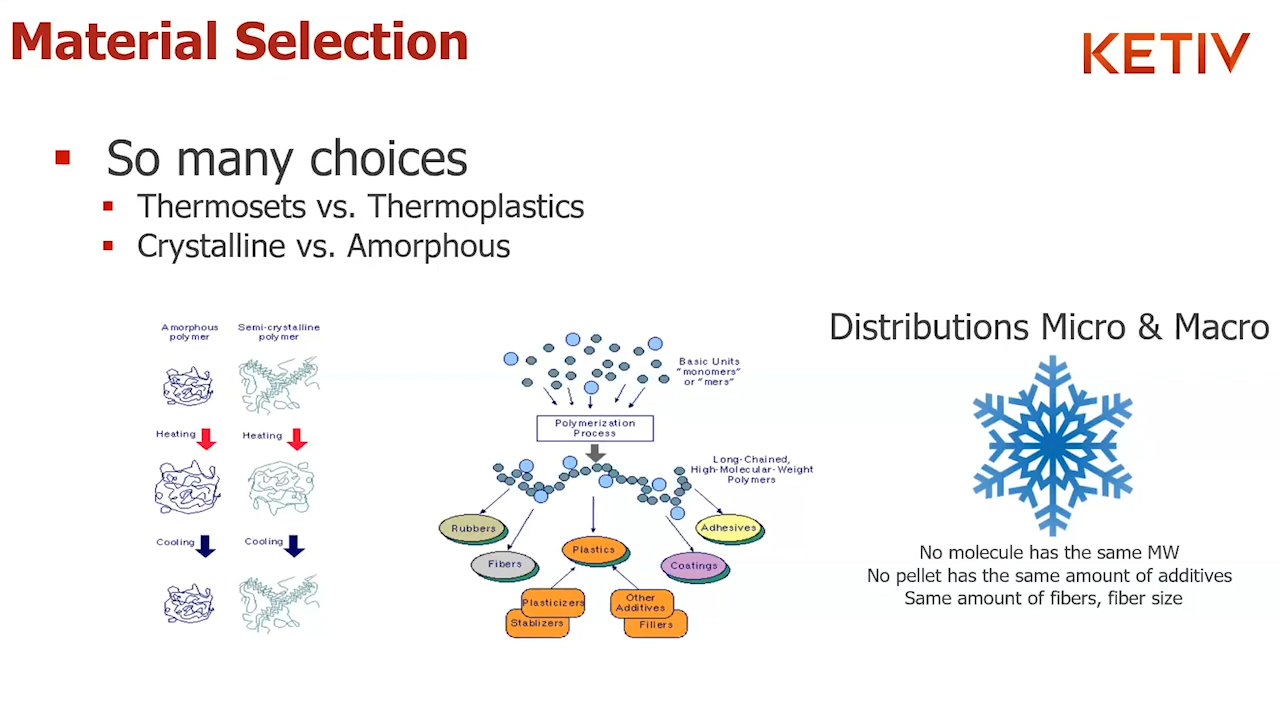 Material Selection
KETIV
So many choices
Thermosets vs. Thermoplastics
Crystalline vs. Amorphous
Amorphous
polymer
Semi-crystalline
polymer
Heating
Heating
Cooling
Cooling
Basic Units
"monomers"
or "mers"
Polymerization
Process
Long-Chained,
High-Molecular-Weight
Polymers
Rubbers
Fibers
Plastics
Coatings
Adhesives
Plasticizers
Stablizers
Other
Additives
Fillers
Distributions Micro & Macro
No molecule has the same MW
No pellet has the same amount of additives
Same amount of fibers, fiber size